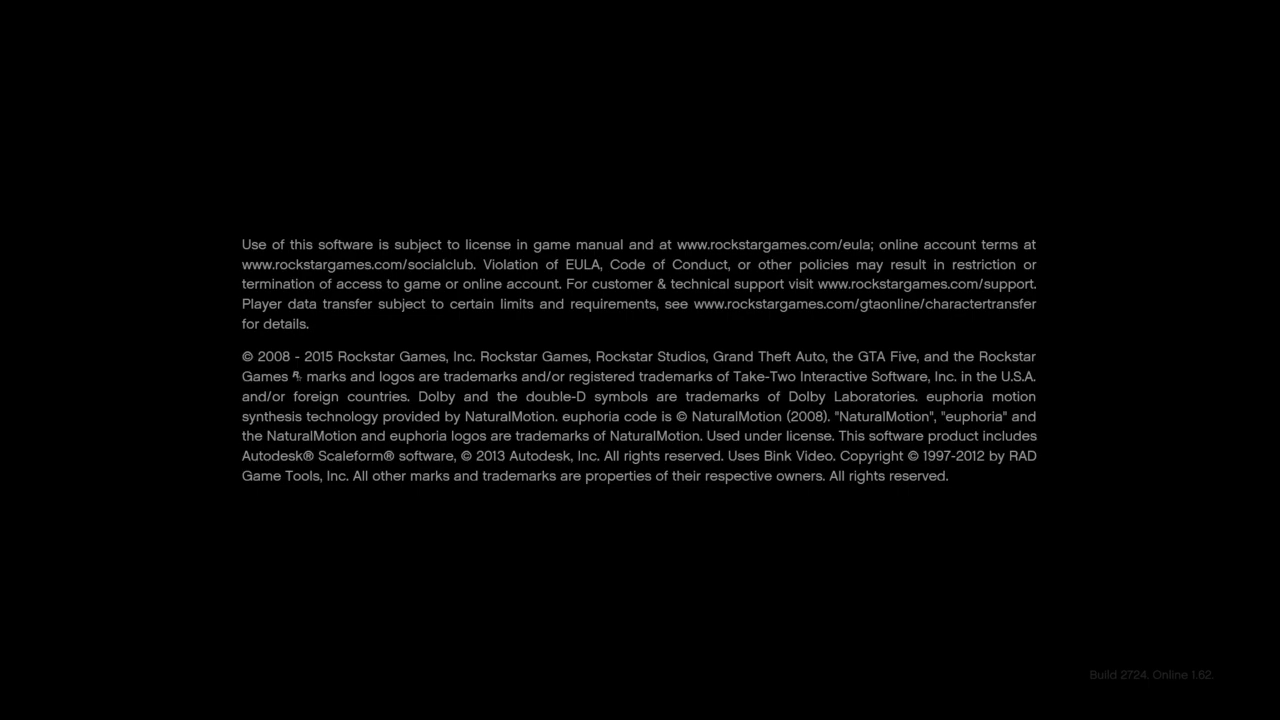 Use of this software is subject to license in game manual and at www.rockstargames.com/eula; online account terms at
www.rockstargames.com/socialclub. Violation of EULA, Code of Conduct, or other policies may result in restriction or
termination of access to game or online account. For customer & technical support visit www.rockstargames.com/support.
Player data transfer subject to certain limits and requirements, see www.rockstargames.com/gtaonline/charactertransfer
for details.
© 2008 - 2015 Rockstar Games, Inc. Rockstar Games, Rockstar Studios, Grand Theft Auto, the GTA Five, and the Rockstar
Games R* marks and logos are trademarks and/or registered trademarks of Take-Two Interactive Software, Inc. in the U.S.A.
and/or foreign countries. Dolby and the double-D symbols are trademarks of Dolby Laboratories. euphoria motion
synthesis technology provided by NaturalMotion. euphoria code is © NaturalMotion (2008). "NaturalMotion", "euphoria" and
the NaturalMotion and euphoria logos are trademarks of NaturalMotion. Used under license. This software product includes
Autodesk® Scaleform® software, © 2013 Autodesk, Inc. All rights reserved. Uses Bink Video. Copyright © 1997-2012 by RAD
Game Tools, Inc. All other marks and trademarks are properties of their respective owners. All rights reserved.
Build 2724. Online 1.62.